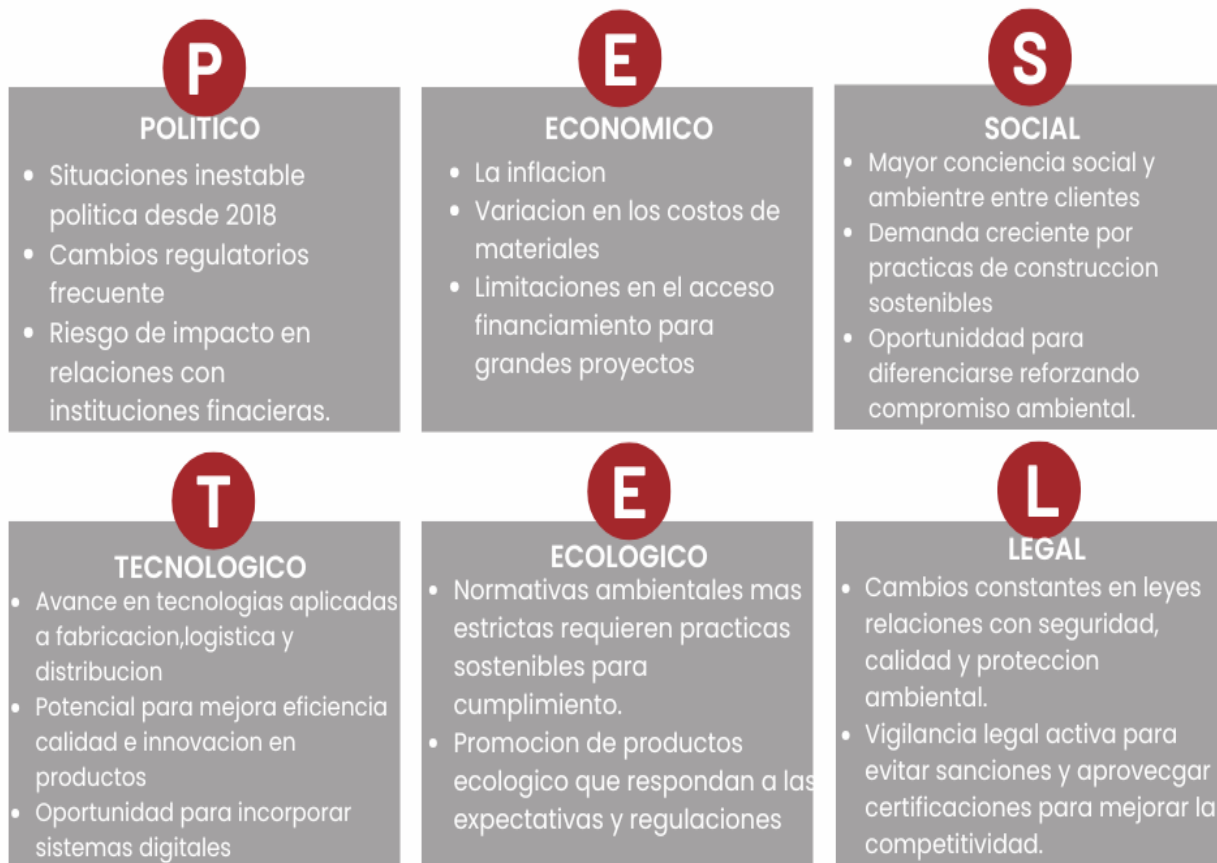 P
POLITICO
• Situaciones inestable
politica desde 2018
• Cambios regulatorios
frecuente
• Riesgo de impacto en
relaciones con
instituciones finacieras.
E
ECONOMICO
• La inflacion
• Variacion en los costos de
materiales
• Limitaciones en el acceso
financiamiento para
grandes proyectos
S
SOCIAL
• Mayor conciencia social y
ambientre entre clientes
• Demanda creciente por
practicas de construccion
sostenibles
• Oportuniddad para
diferenciarse reforzando
compromiso ambiental.
T
TECNOLOGICO
• Avance en tecnologias aplicadas
a fabricacion,logistica y
distribucion
• Potencial para mejora eficiencia
calidad e innovacion en
productos
• Oportunidad para incorporar
sistemas digitales
E
ECOLOGICO
• Normativas ambientales mas
estrictas requieren practicas
sostenibles para
cumplimiento.
• Promocion de productos
ecologico que respondan a las
expectativas y regulaciones
L
LEGAL
• Cambios constantes en leyes
relaciones con seguridad,
calidad y proteccion
ambiental.
• Vigilancia legal activa para
evitar sanciones y aprovecgar
certificaciones para mejorar la
competitividad.